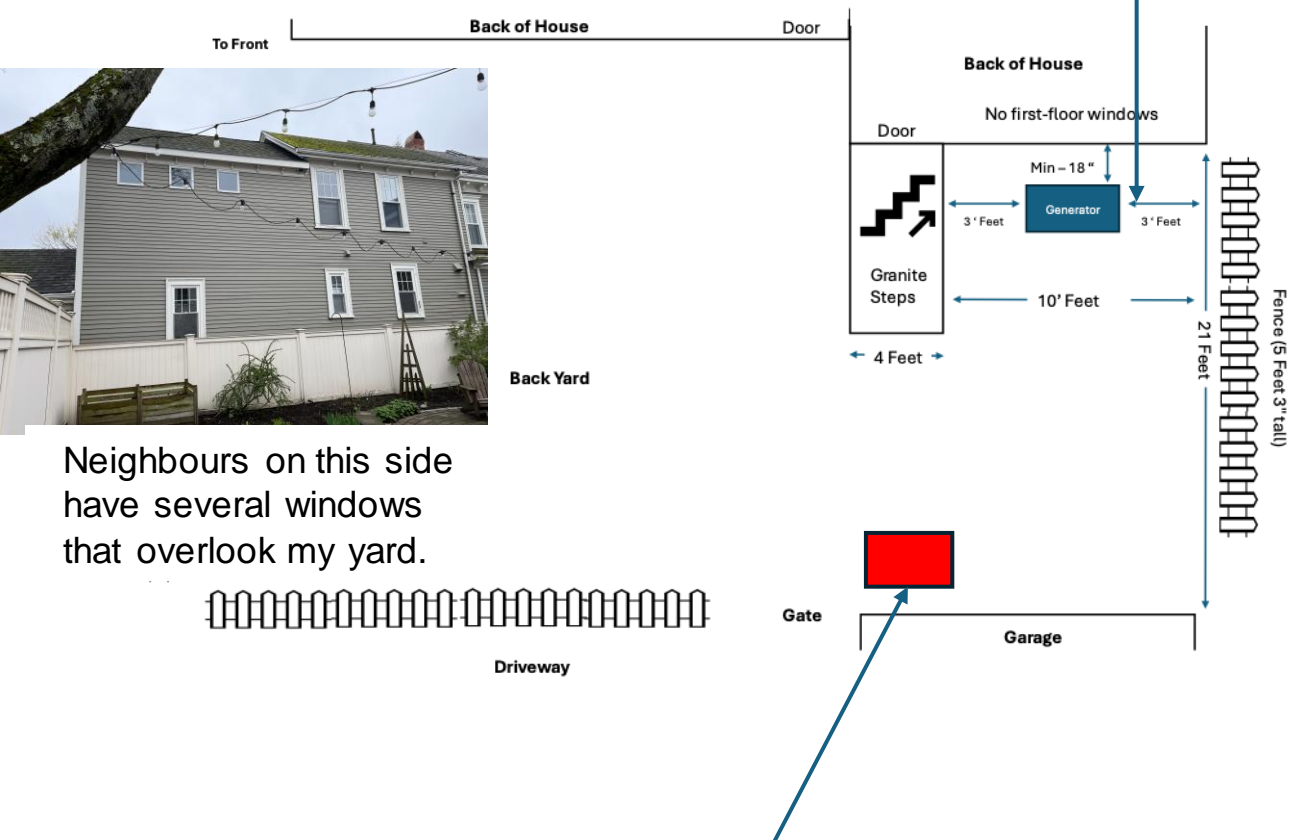 Back of House
Door
To Front
Back of House
No first-floor windows
Door
Min – 18 “
Generator
3 ‘ Feet
3 ‘ Feet
Granite
Steps
10’ Feet
4 Feet
21 Feet
Fence (5 Feet 3" tall)
Back Yard
Neighbours on this side
have several windows
that overlook my yard.
Gate
Garage
Driveway